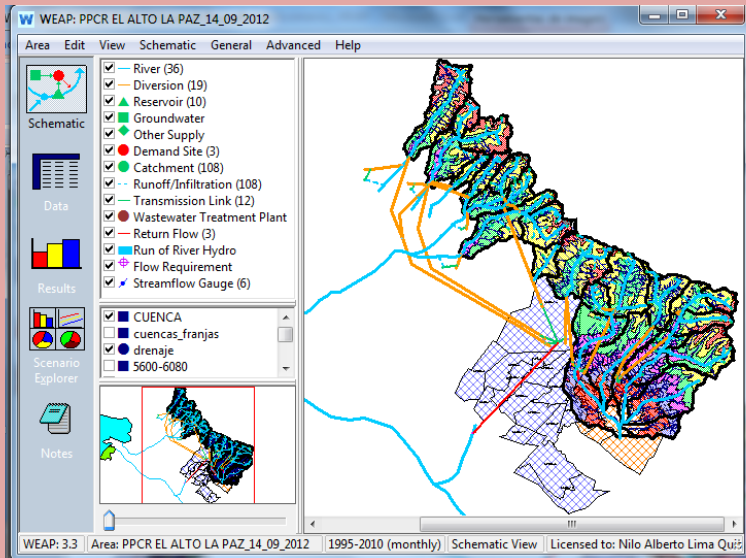 WEAP: PPCR EL ALTO LA PAZ_14_09_2012
Area Edit View Schematic General Advanced Help
Schematic
Data
Results
Scenario
Explorer
Notes
River (36)
Diversion (19)
Reservoir (10)
Groundwater
Other Supply
Demand Site (3)
Catchment (108)
Runoff/Infiltration (108)
Transmission Link (12)
Wastewater Treatment Plant
Return Flow (3)
Run of River Hydro
Flow Requirement
Streamflow Gauge (6)
CUENCA
cuencas_franjas
drenaje
5600-6080
WEAP: 3.3 Area: PPCR EL ALTO LA PAZ_14_09_2012 1995-2010 (monthly) Schematic View Licensed to: Nilo Alberto Lima